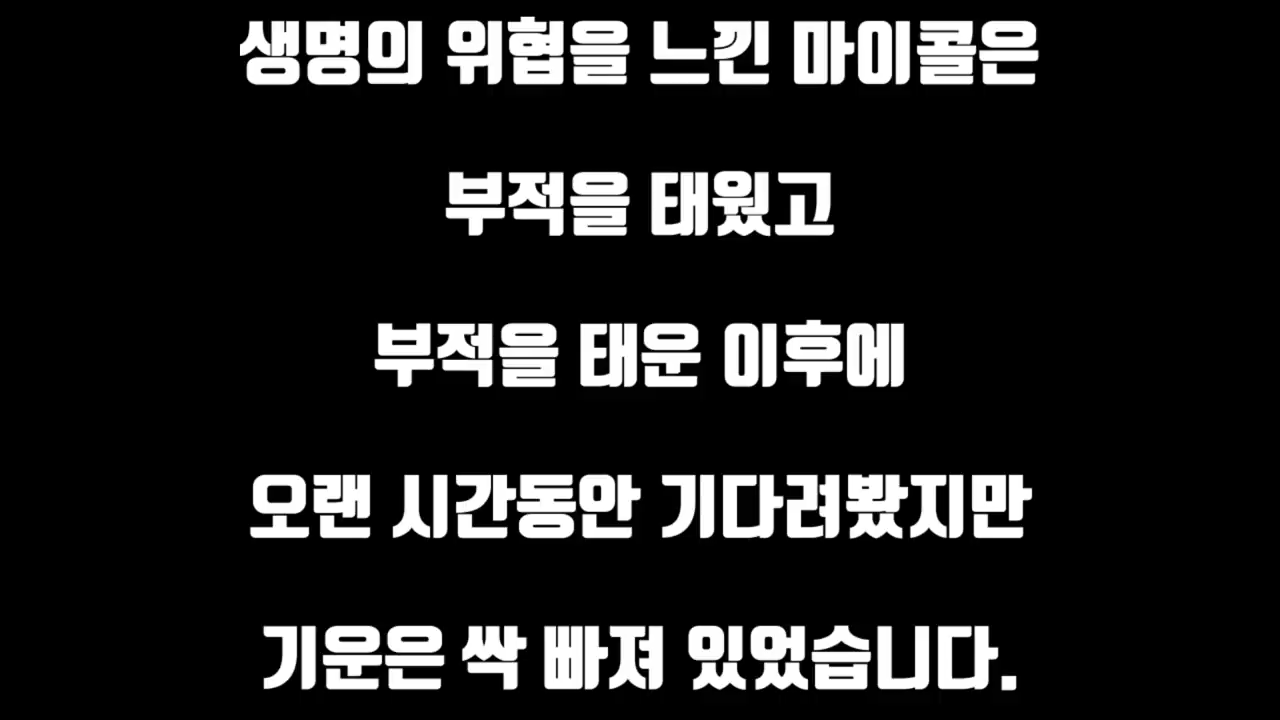 생명의 위협을 느낀 마이콜은
부적을 태웠고
부적을 태운 이후에
오랜 시간동안 기다려봤지만
기운은 싹 빠져 있었습니다.